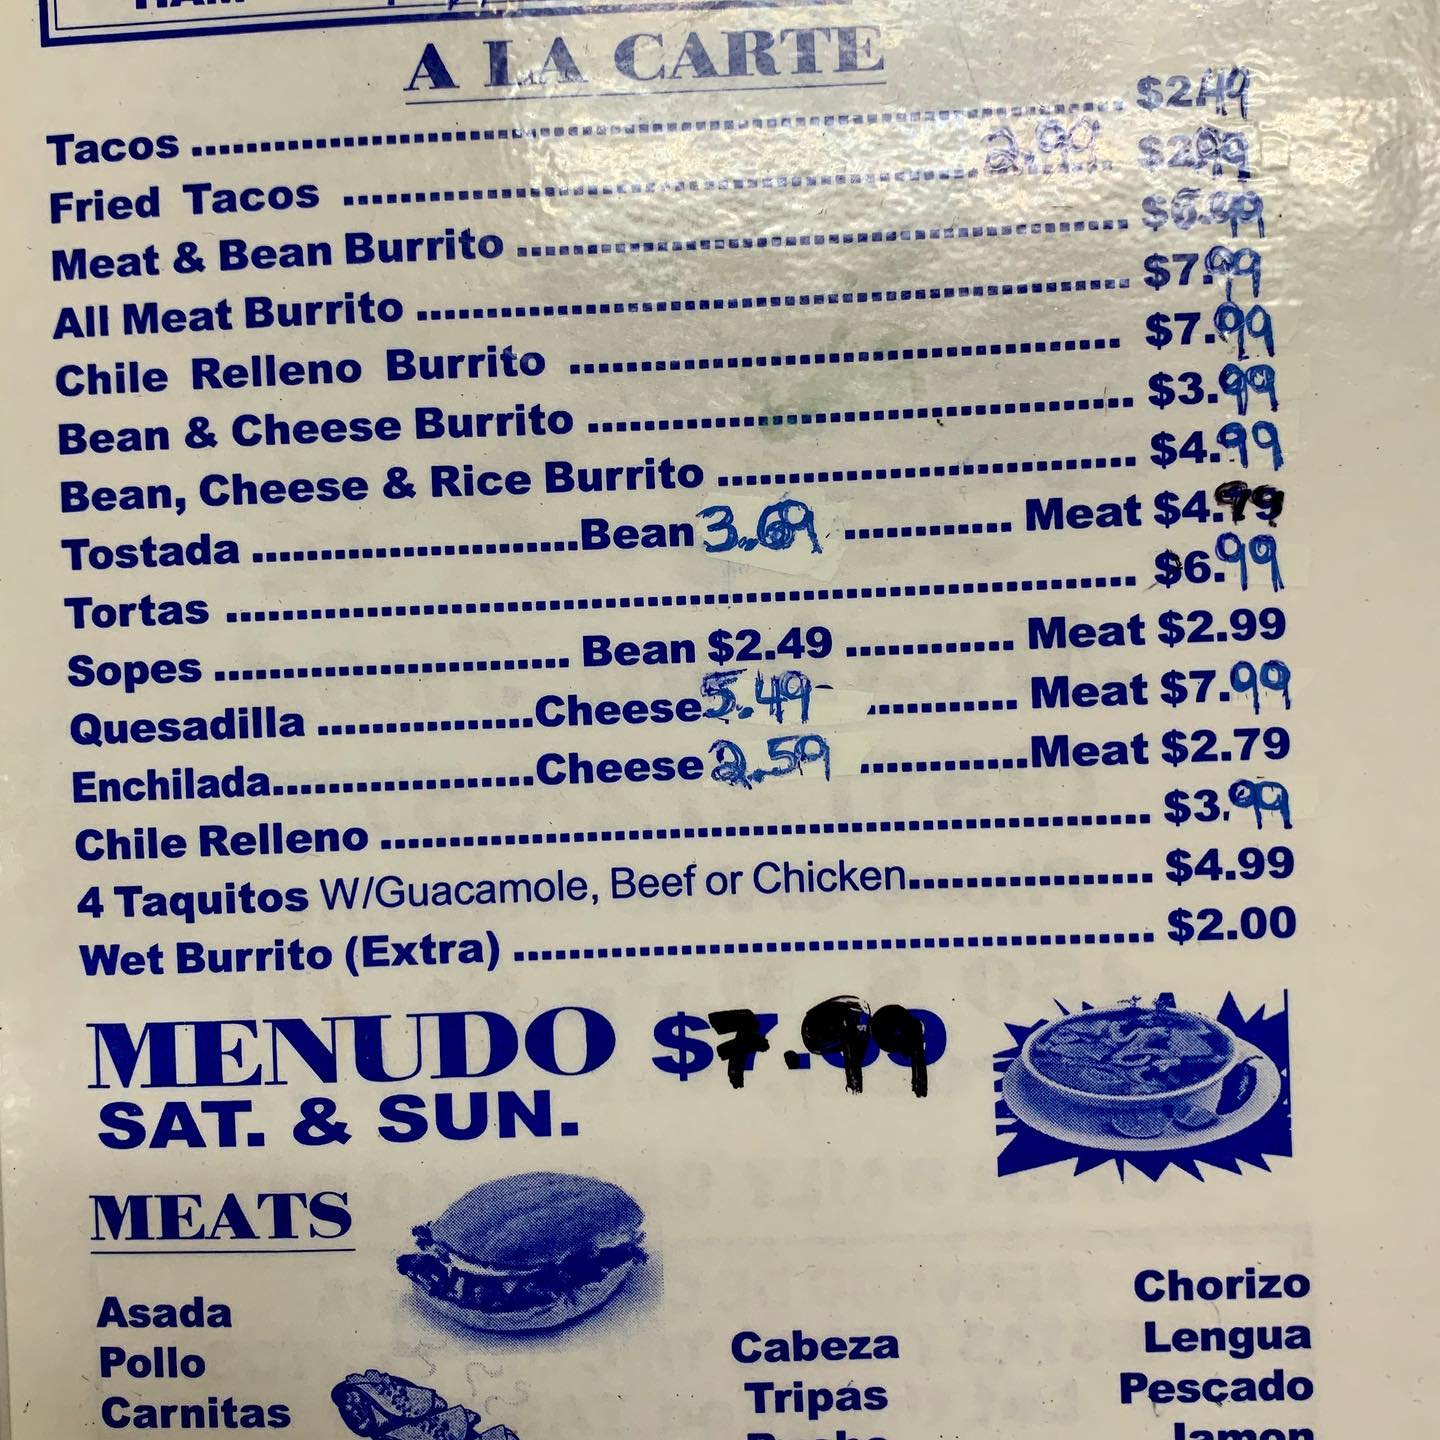 A LA CARTE
Tacos ........ $2.49
Fried Tacos ........ 2.99 $2.99
Meat & Bean Burrito ........ $6.99
All Meat Burrito ........ $7.99
Chile Relleno Burrito ........ $7.99
Bean & Cheese Burrito ........ $3.99
Bean, Cheese & Rice Burrito ........ $4.99
Tostada ........ Bean 3.69 ........ Meat $4.79
Tortas ........ $6.99
Sopes ........ Bean $2.49 ........ Meat $2.99
Quesadilla ........ Cheese 5.49 ........ Meat $7.99
Enchilada ........ Cheese 2.59 ........ Meat $2.79
Chile Relleno ........ $3.99
4 Taquitos W/Guacamole, Beef or Chicken ........ $4.99
Wet Burrito (Extra) ........ $2.00
MENUDO $7.99
SAT. & SUN.
MEATS
Asada
Pollo
Carnitas
Cabeza
Tripas
Chorizo
Lengua
Pescado
Jamon